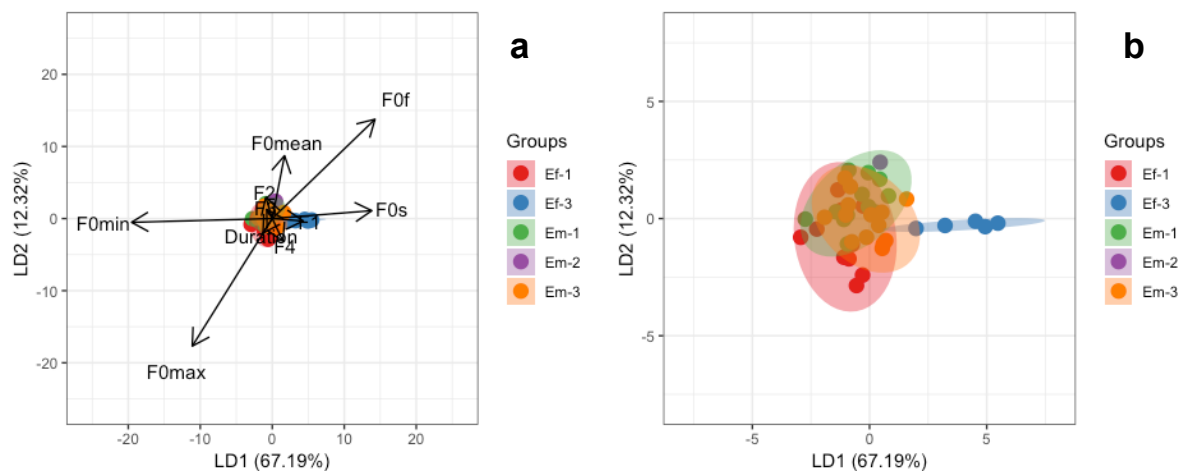 a
F0f
F0mean
F2
F0s
F0min
Duration
F4
F0max
20
10
0
-10
-20
LD2 (12.32%)
-20
-10
0
10
20
LD1 (67.19%)
Groups
Ef-1
Ef-3
Em-1
Em-2
Em-3
b
5
0
-5
LD2 (12.32%)
-5
0
5
LD1 (67.19%)
Groups
Ef-1
Ef-3
Em-1
Em-2
Em-3